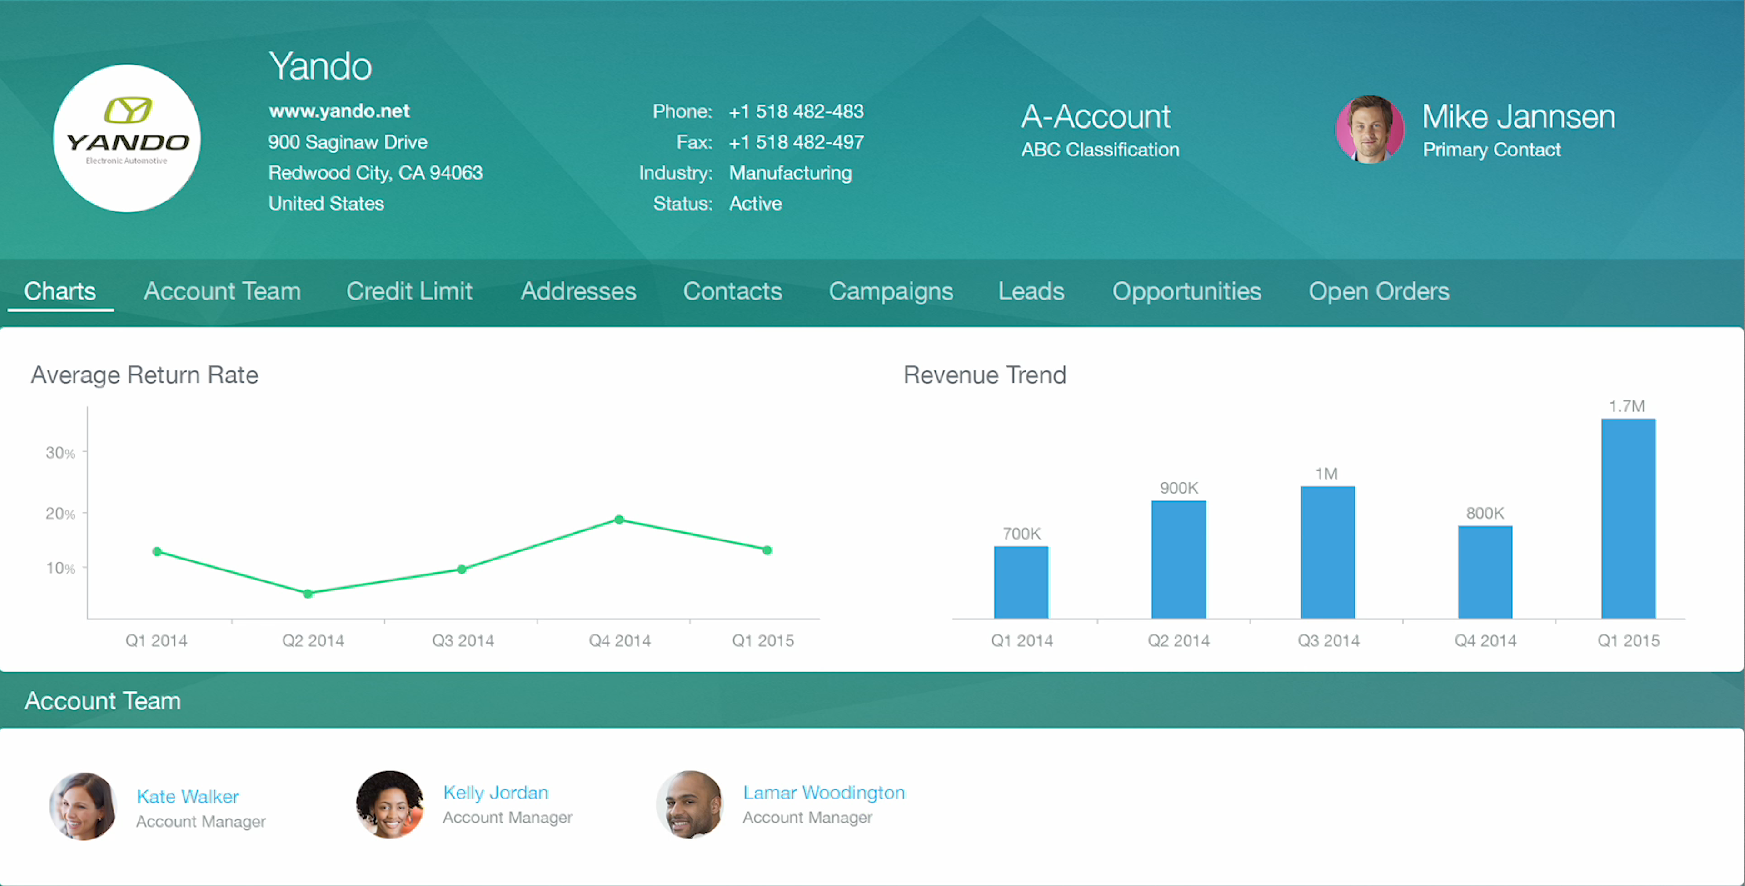 Yando
YANDO
Electronic Automotive
www.yando.net
900 Saginaw Drive
Redwood City, CA 94063
United States
Phone: +1 518 482-483
Fax: +1 518 482-497
Industry: Manufacturing
Status: Active
A-Account
ABC Classification
Mike Jannsen
Primary Contact
Charts Account Team Credit Limit Addresses Contacts Campaigns Leads Opportunities Open Orders
Average Return Rate
30%
20%
10%
Q1 2014 Q2 2014 Q3 2014 Q4 2014 Q1 2015
Revenue Trend
700K 900K 1M 800K 1.7M
Q1 2014 Q2 2014 Q3 2014 Q4 2014 Q1 2015
Account Team
Kate Walker
Account Manager
Kelly Jordan
Account Manager
Lamar Woodington
Account Manager